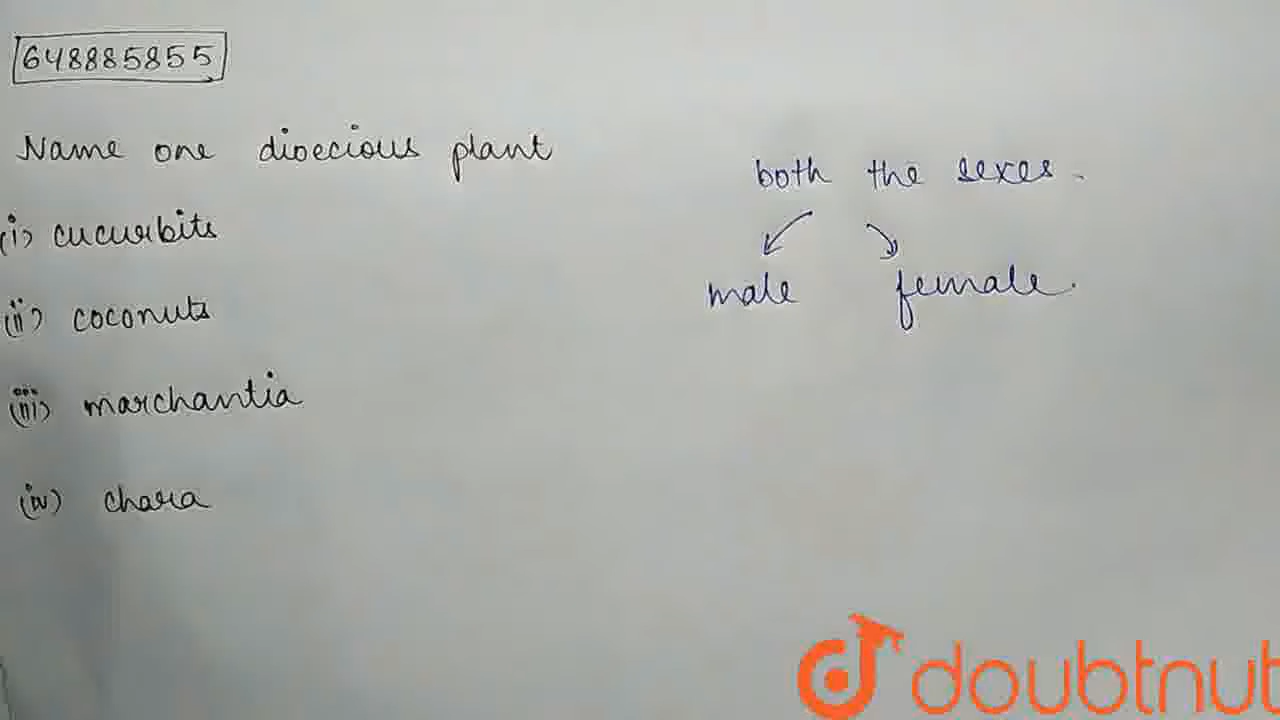 648885855
Name one dioecious plant
(i) cucurbits
(ii) coconuts
(iii) marchantia
(iv) chara
both the sexes.
male female.
doubtnut